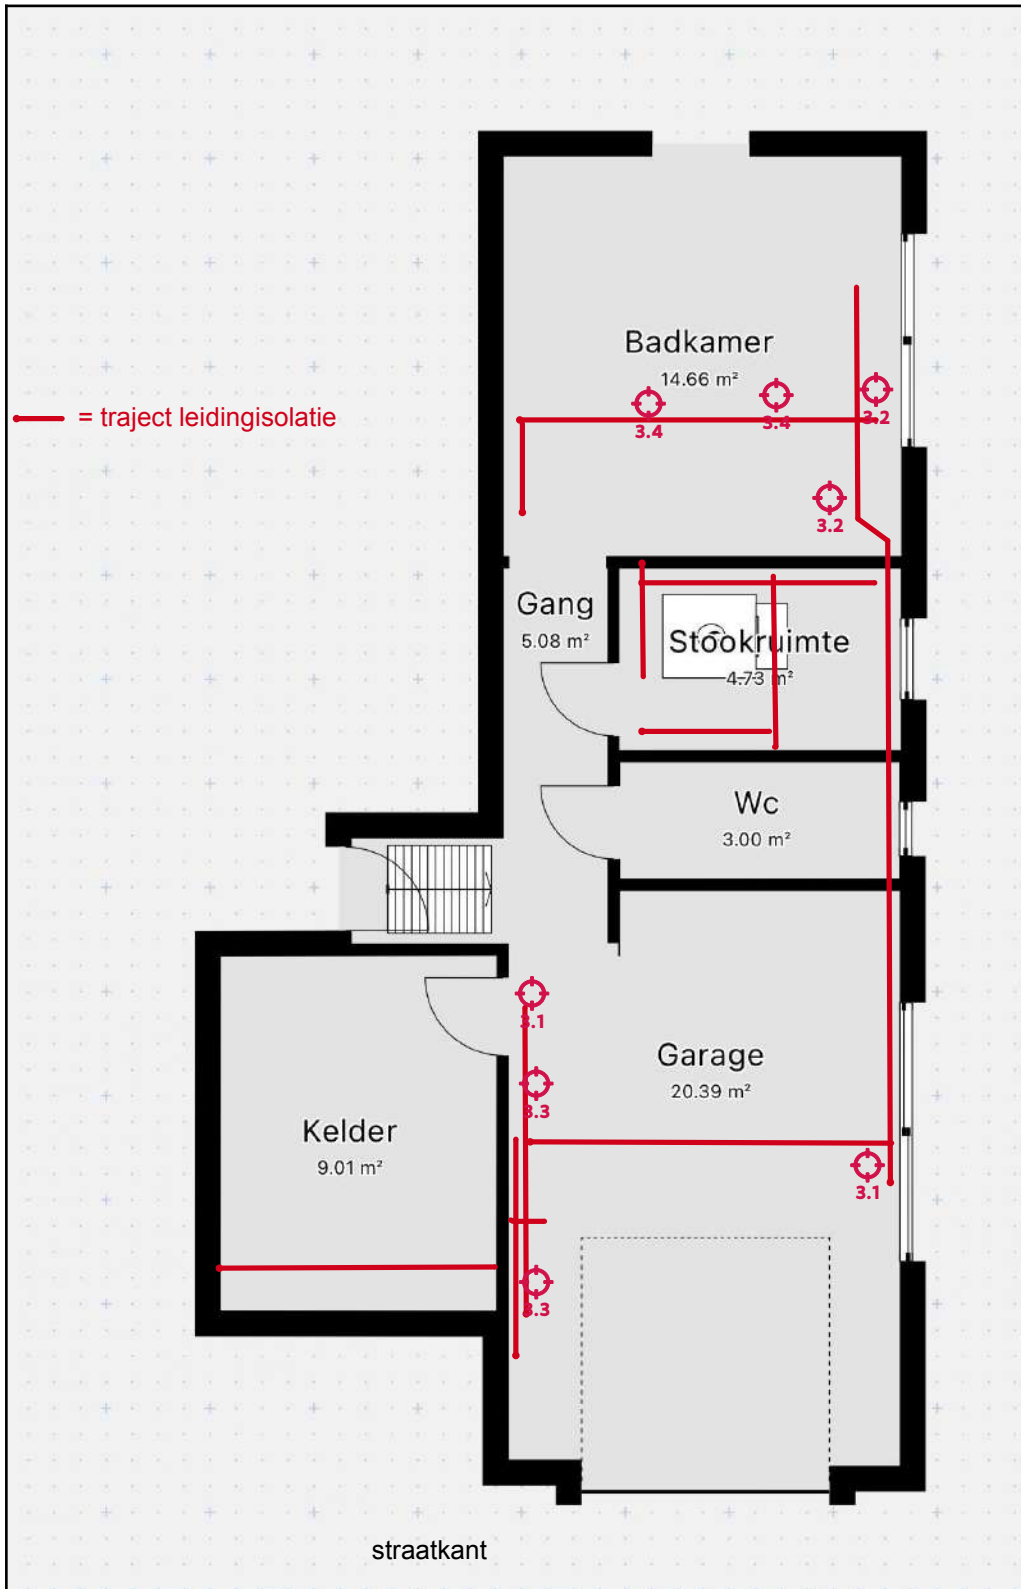 Badkamer
14.66 m²
= traject leidingisolatie
3.4
3.4
3.2
3.2
Gang
5.08 m²
Stookruimte
4.73 m²
Wc
3.00 m²
3.1
Garage
20.39 m²
3.3
Kelder
9.01 m²
3.1
3.3
straatkant